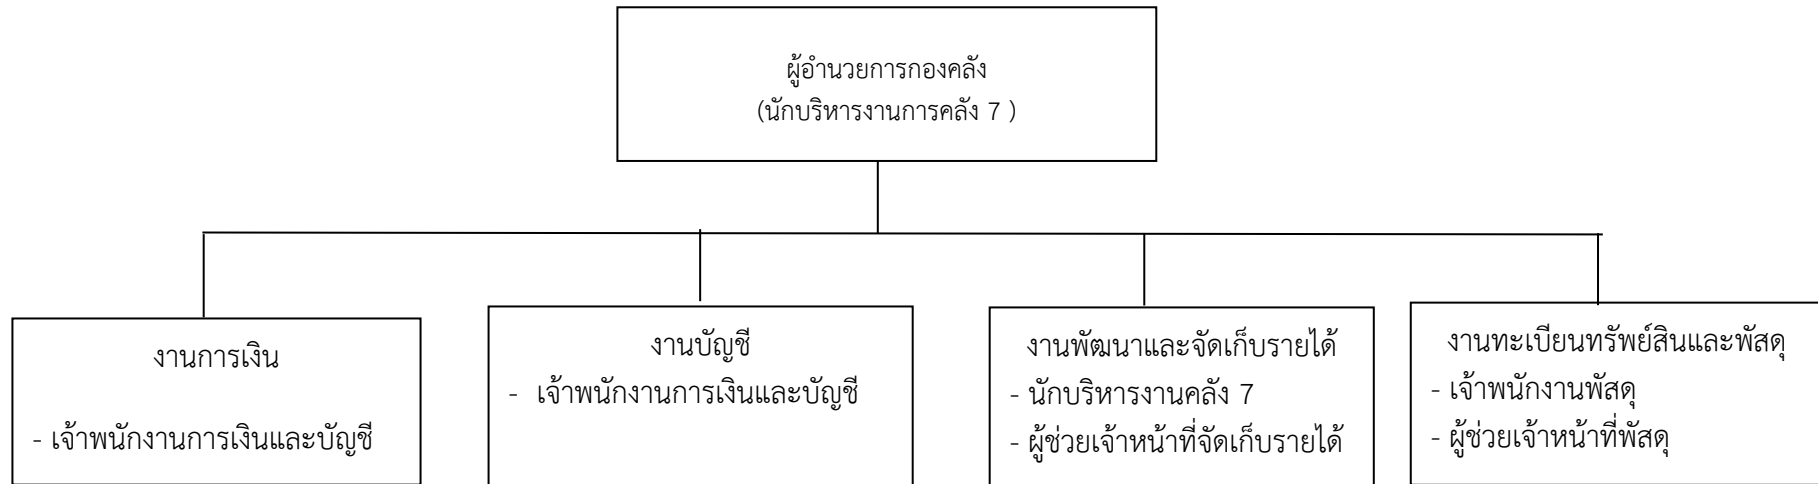 ผู้อำนวยการกองคลัง
(นักบริหารงานการคลัง 7 )
งานการเงิน
- เจ้าพนักงานการเงินและบัญชี
งานบัญชี
- เจ้าพนักงานการเงินและบัญชี
งานพัฒนาและจัดเก็บรายได้
- นักบริหารงานคลัง 7
- ผู้ช่วยเจ้าหน้าที่จัดเก็บรายได้
งานทะเบียนทรัพย์สินและพัสดุ
- เจ้าพนักงานพัสดุ
- ผู้ช่วยเจ้าหน้าที่พัสดุ